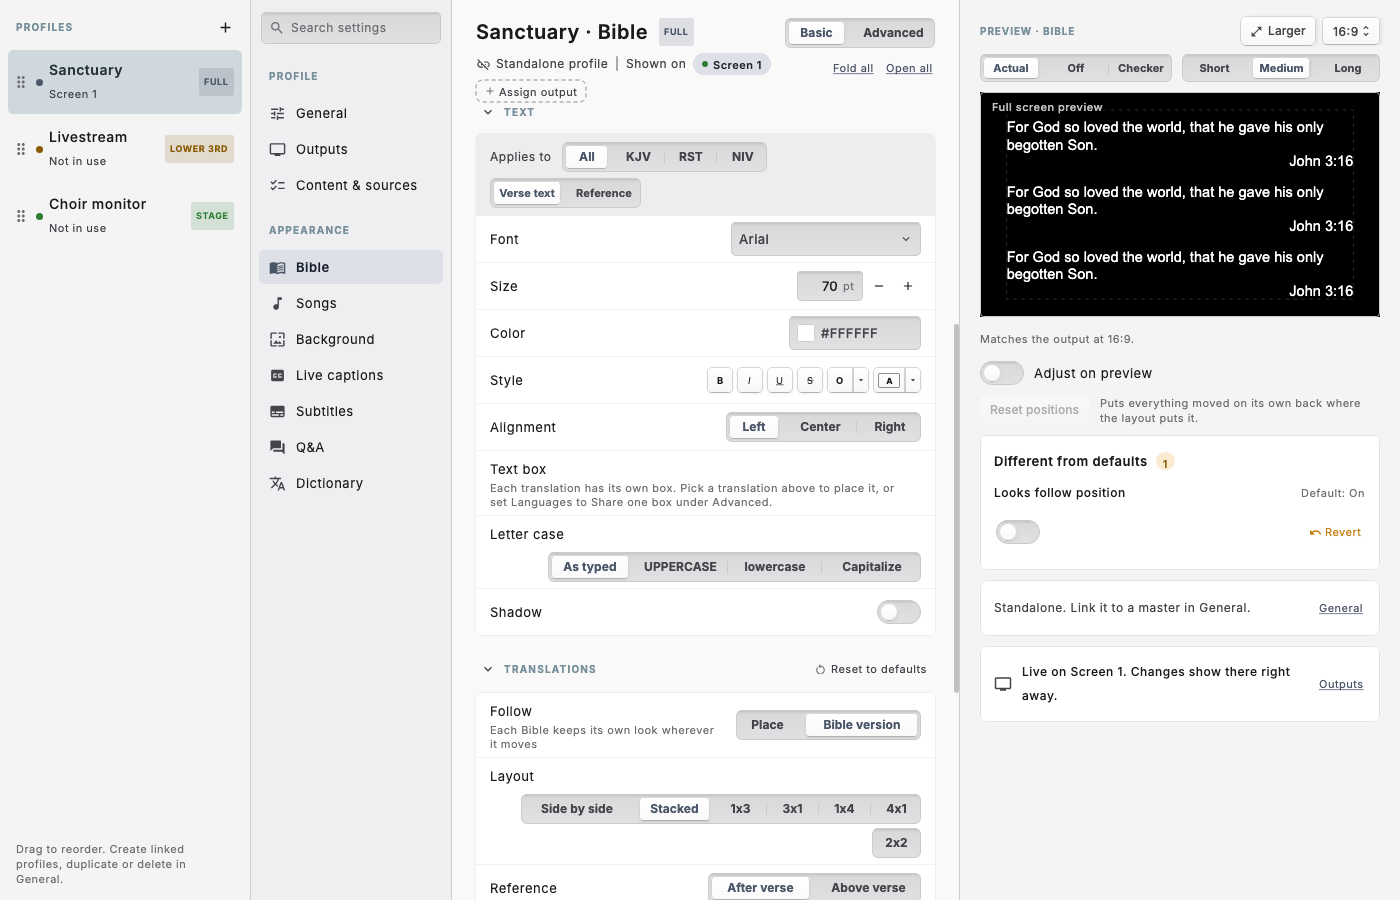 PROFILES
Sanctuary
Screen 1
FULL
Livestream
Not in use
LOWER 3RD
Choir monitor
Not in use
STAGE
Drag to reorder. Create linked
profiles, duplicate or delete in
General.
Search settings
PROFILE
General
Outputs
Content & sources
APPEARANCE
Bible
Songs
Background
Live captions
Subtitles
Q&A
Dictionary
Sanctuary · Bible FULL
Basic Advanced
Standalone profile | Shown on Screen 1
Fold all Open all
+ Assign output
TEXT
Applies to All KJV RST NIV
Verse text Reference
Font Arial
Size 70 pt − +
Color #FFFFFF
Style B I U S O A
Alignment Left Center Right
Text box
Each translation has its own box. Pick a translation above to place it, or
set Languages to Share one box under Advanced.
Letter case
As typed UPPERCASE lowercase Capitalize
Shadow
TRANSLATIONS Reset to defaults
Follow
Each Bible keeps its own look wherever
it moves
Place Bible version
Layout
Side by side Stacked 1x3 3x1 1x4 4x1
2x2
Reference After verse Above verse
PREVIEW · BIBLE Larger 16:9
Actual Off Checker Short Medium Long
Full screen preview
For God so loved the world, that he gave his only
begotten Son.
John 3:16
For God so loved the world, that he gave his only
begotten Son.
John 3:16
For God so loved the world, that he gave his only
begotten Son.
John 3:16
Matches the output at 16:9.
Adjust on preview
Reset positions
Puts everything moved on its own back where
the layout puts it.
Different from defaults 1
Looks follow position Default: On
Revert
Standalone. Link it to a master in General. General
Live on Screen 1. Changes show there right
away.
Outputs